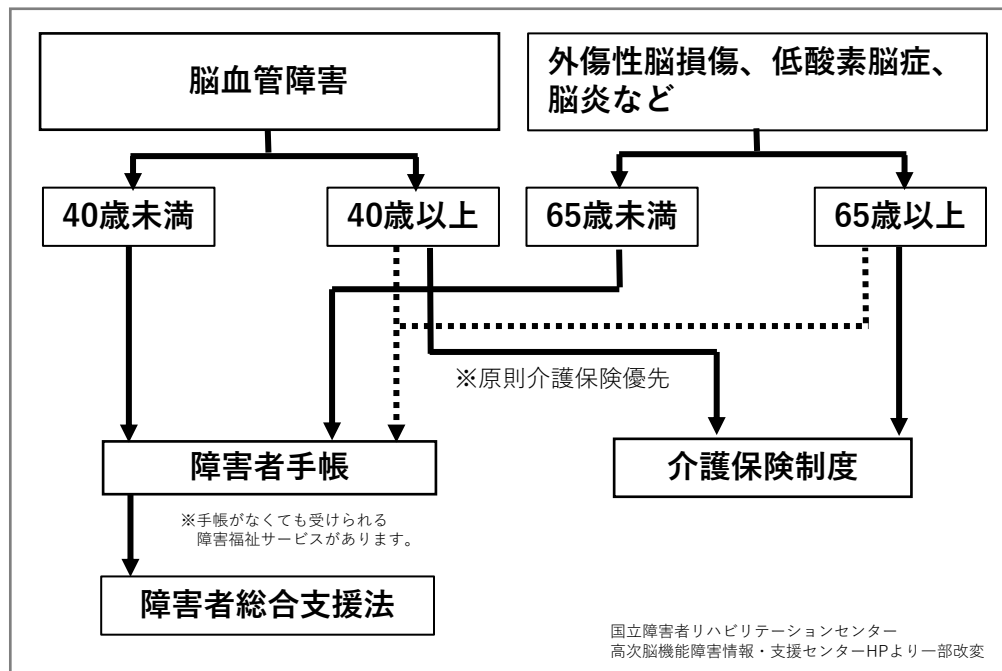 脳血管障害
外傷性脳損傷、低酸素脳症、
脳炎など
40歳未満
40歳以上
65歳未満
65歳以上
※原則介護保険優先
障害者手帳
介護保険制度
※手帳がなくても受けられる
障害福祉サービスがあります。
障害者総合支援法
国立障害者リハビリテーションセンター
高次脳機能障害情報・支援センターHPより一部改変